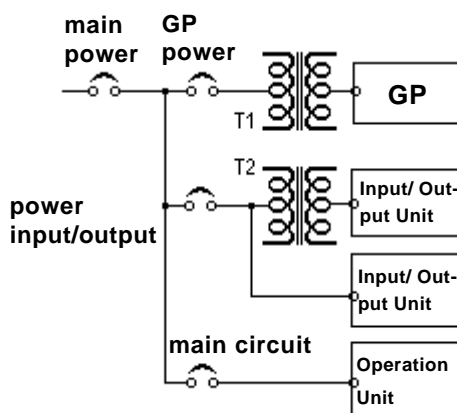 main
power
GP
power
T1
GP
T2
power
input/output
Input/ Out-
put Unit
Input/ Out-
put Unit
main circuit
Operation
Unit